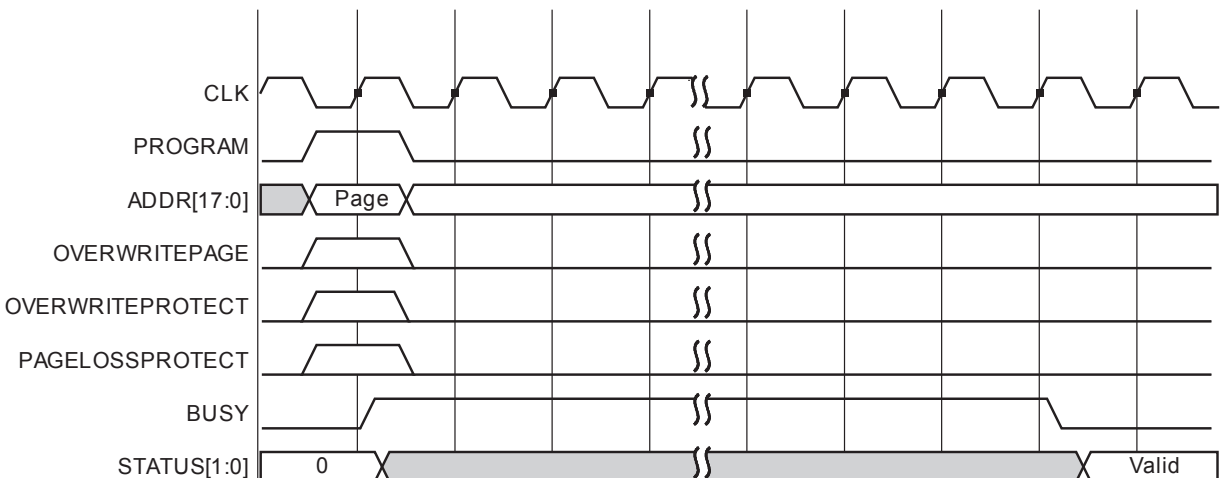 CLK
PROGRAM
ADDR[17:0] Page
OVERWRITEPAGE
OVERWRITEPROTECT
PAGELOSSPROTECT
BUSY
STATUS[1:0] 0 Valid